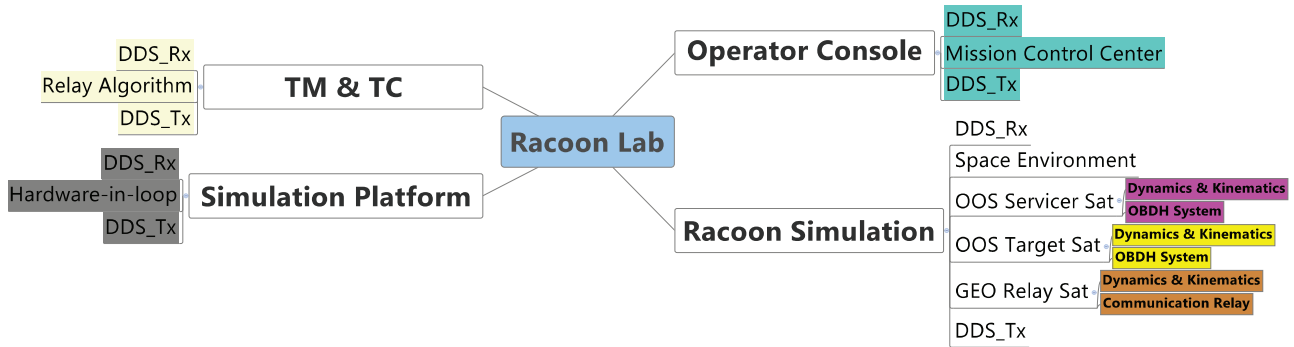 Racoon Lab
TM & TC
DDS_Rx
Relay Algorithm
DDS_Tx
Simulation Platform
DDS_Rx
Hardware-in-loop
DDS_Tx
Operator Console
DDS_Rx
Mission Control Center
DDS_Tx
Racoon Simulation
DDS_Rx
Space Environment
OOS Servicer Sat
Dynamics & Kinematics
OBDH System
OOS Target Sat
Dynamics & Kinematics
OBDH System
GEO Relay Sat
Dynamics & Kinematics
Communication Relay
DDS_Tx